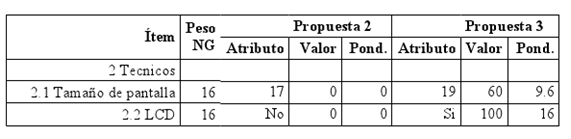 Ítem Peso NG Propuesta 2 Propuesta 3
Atributo Valor Pond. Atributo Valor Pond.
2 Tecnicos
2.1 Tamaño de pantalla 16 17 0 0 19 60 9.6
2.2 LCD 16 No 0 0 Si 100 16